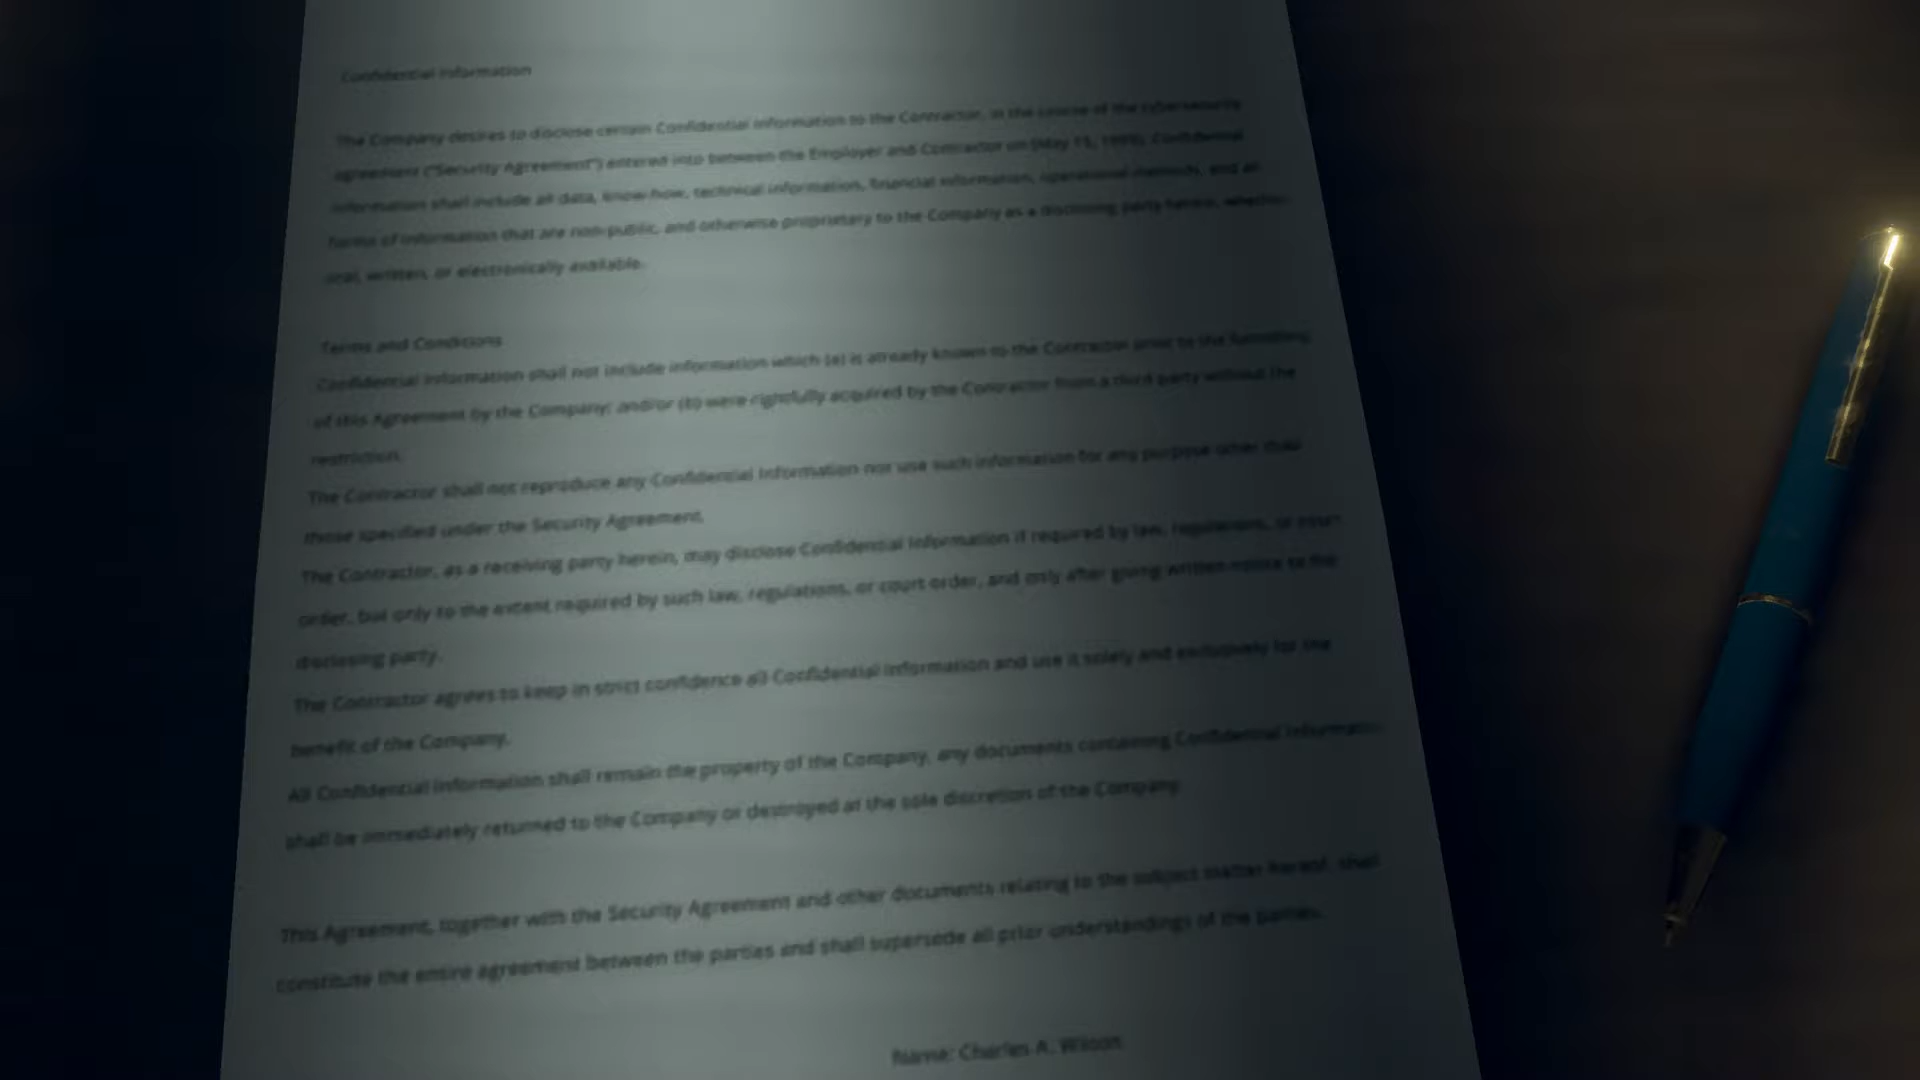 Confidential Information
The Company desires to disclose certain Confidential Information to the Contractor, in the course of the cybersecurity
agreement ("Security Agreement") entered into between the Employer and Contractor on (May 15, 1999). Confidential
Information shall include all data, know-how, technical information, financial information, operational methods, and all
forms of information that are non-public, and otherwise proprietary to the Company as a disclosing party herein, whether
oral, written, or electronically available.
Terms and Conditions
Confidential Information shall not include information which (a) is already known to the Contractor prior to the furnishing
of this Agreement by the Company; and/or (b) were rightfully acquired by the Contractor from a third party without the
restriction.
The Contractor shall not reproduce any Confidential Information nor use such information for any purpose other than
those specified under the Security Agreement.
The Contractor, as a receiving party herein, may disclose Confidential Information if required by law, regulations, or court
order, but only to the extent required by such law, regulations, or court order, and only after giving written notice to the
disclosing party.
The Contractor agrees to keep in strict confidence all Confidential Information and use it solely and exclusively for the
benefit of the Company.
All Confidential Information shall remain the property of the Company, any documents containing Confidential Information
shall be immediately returned to the Company or destroyed at the sole discretion of the Company.
This Agreement, together with the Security Agreement and other documents relating to the subject matter hereof, shall
constitute the entire agreement between the parties and shall supersede all prior understandings of the parties.
Name: Charles A. Wilson